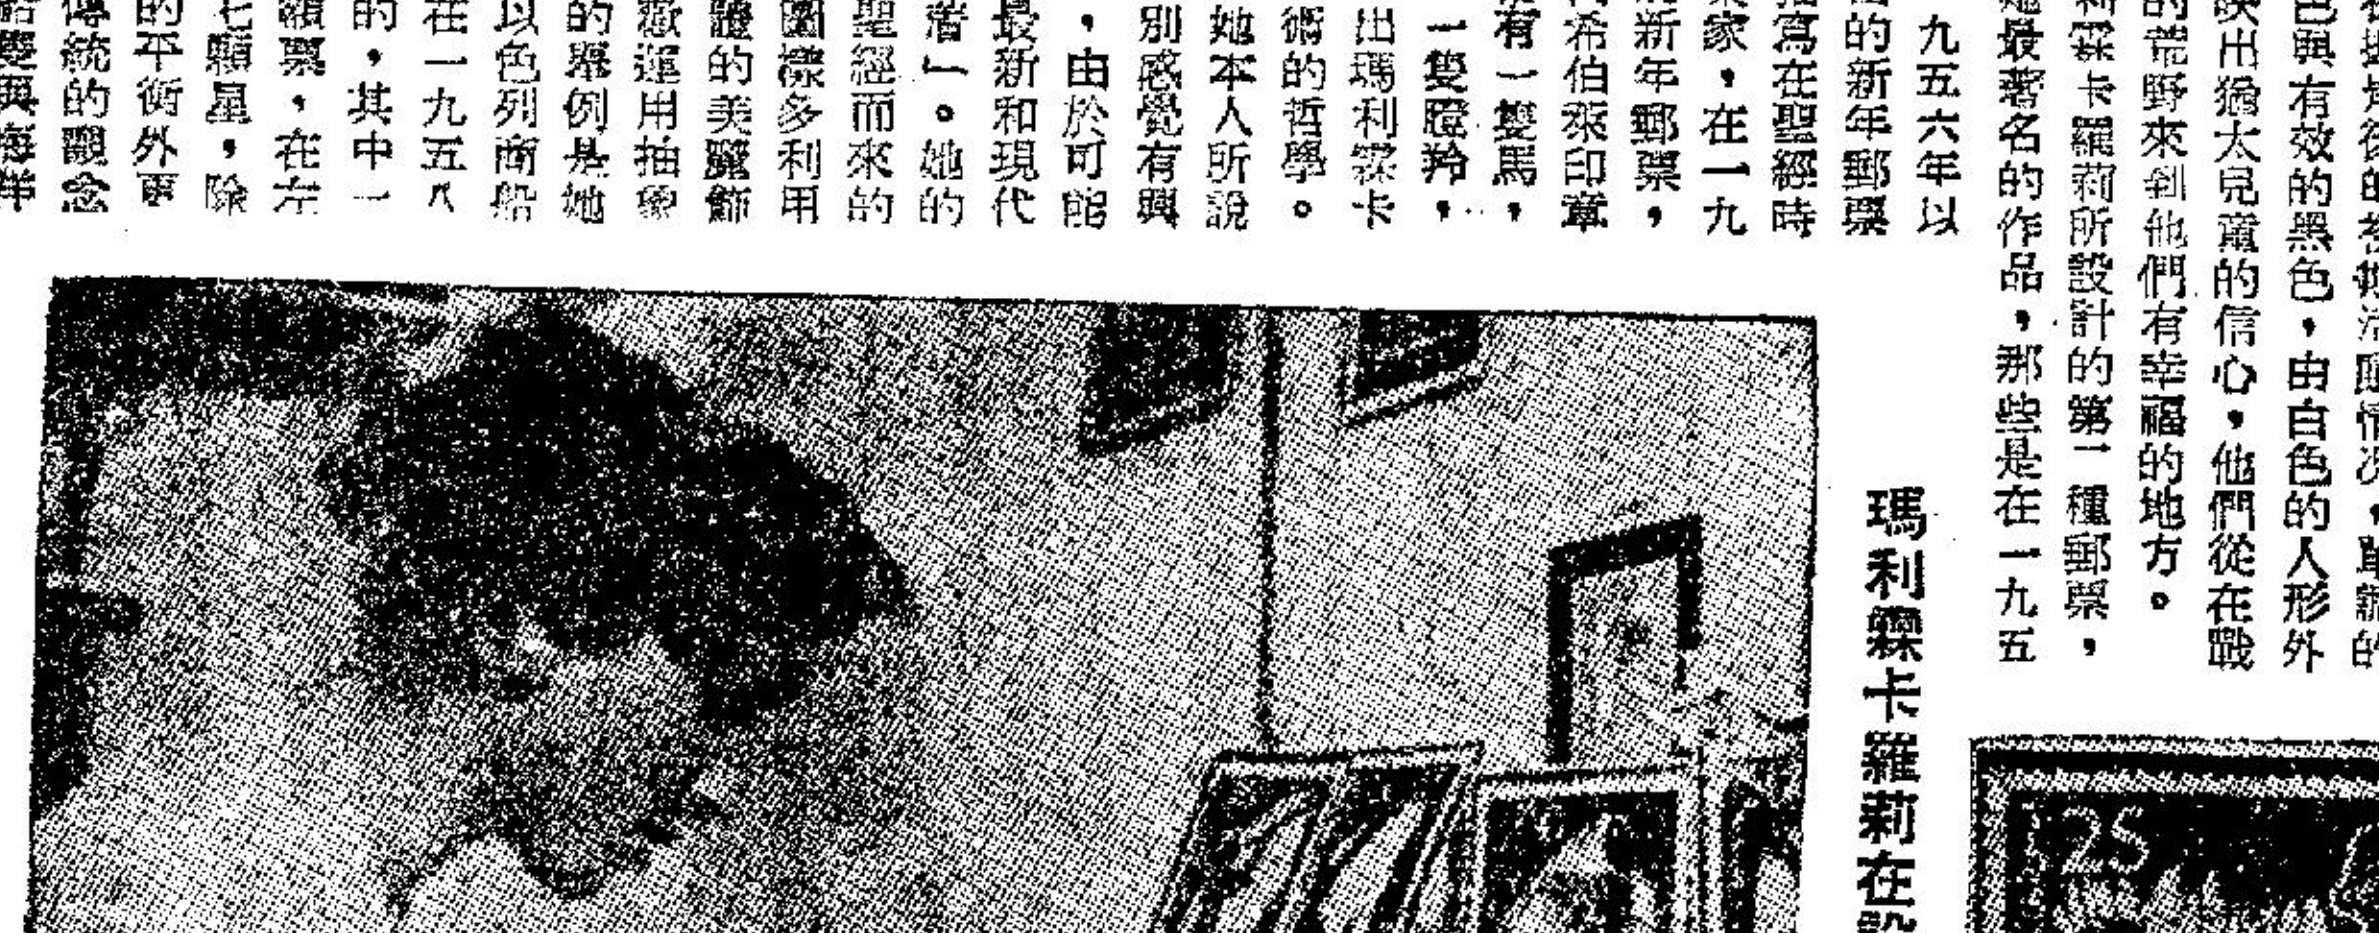 色與有效的黑色，由白色的人形外
映出猶太兒童的信心，他們從在戰
的荒野來到他們有幸福的地方。
利霖卡羅莉所設計的第二種郵票，
她最著名的作品，那些是在一九五
九五六年以
的新年郵票
寫在聖經時
家，在一九
新年郵票，
希伯萊印章
有一雙馬，
一隻瞪羚，
出瑪利霖卡
術的哲學。
她本人所說
別感覺有興
，由於可能
最新和現代
」。她的
聖經而來的
圖樣多利用
體的美麗飾
運用抽象
的舉例是她
以色列商船
在一九五八
的，其中一
票，在左
七顆星，除
的平衡外更
傳統的觀念
雙與海洋
瑪利霖卡羅莉在
25